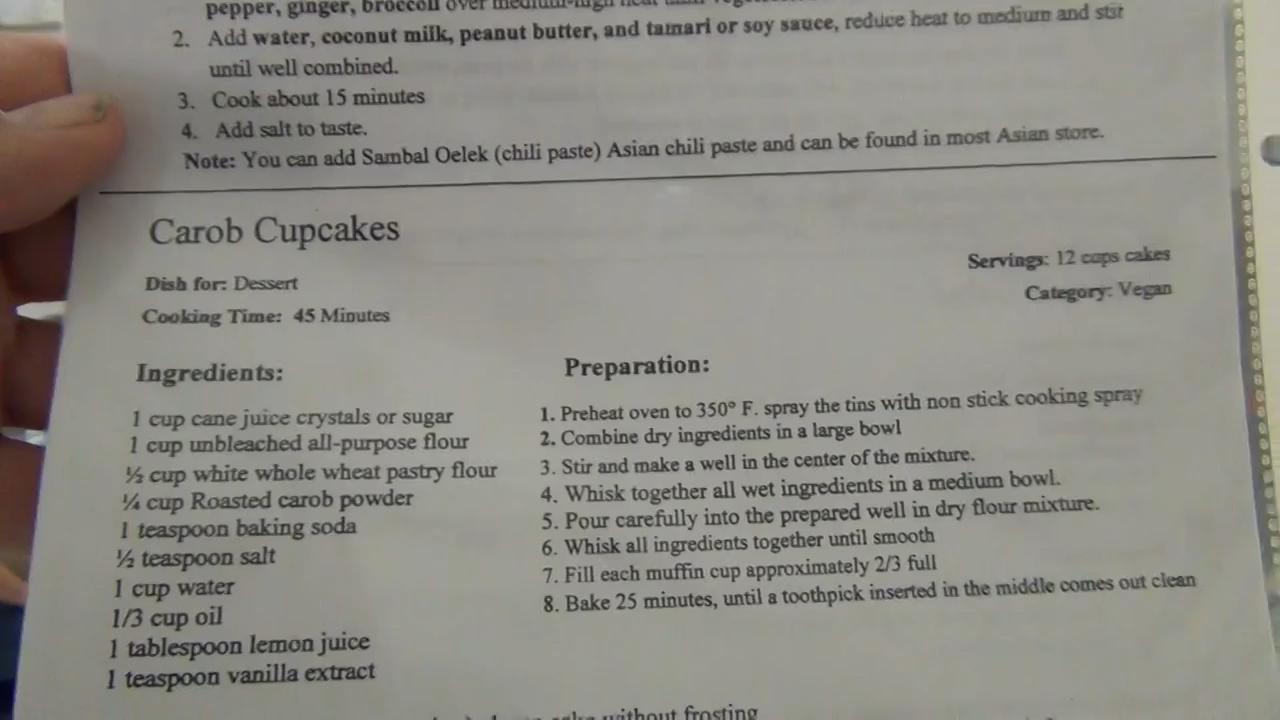 pepper, ginger, broccoli over medium-high heat
2. Add water, coconut milk, peanut butter, and tamari or soy sauce, reduce heat to medium and stir
until well combined.
3. Cook about 15 minutes
4. Add salt to taste.
Note: You can add Sambal Oelek (chili paste) Asian chili paste and can be found in most Asian store.
Carob Cupcakes
Dish for: Dessert
Cooking Time: 45 Minutes
Servings: 12 cups cakes
Category: Vegan
Ingredients:
1 cup cane juice crystals or sugar
1 cup unbleached all-purpose flour
½ cup white whole wheat pastry flour
¼ cup Roasted carob powder
1 teaspoon baking soda
½ teaspoon salt
1 cup water
1/3 cup oil
1 tablespoon lemon juice
1 teaspoon vanilla extract
Preparation:
1. Preheat oven to 350° F. spray the tins with non stick cooking spray
2. Combine dry ingredients in a large bowl
3. Stir and make a well in the center of the mixture.
4. Whisk together all wet ingredients in a medium bowl.
5. Pour carefully into the prepared well in dry flour mixture.
6. Whisk all ingredients together until smooth
7. Fill each muffin cup approximately 2/3 full
8. Bake 25 minutes, until a toothpick inserted in the middle comes out clean
cake without frosting